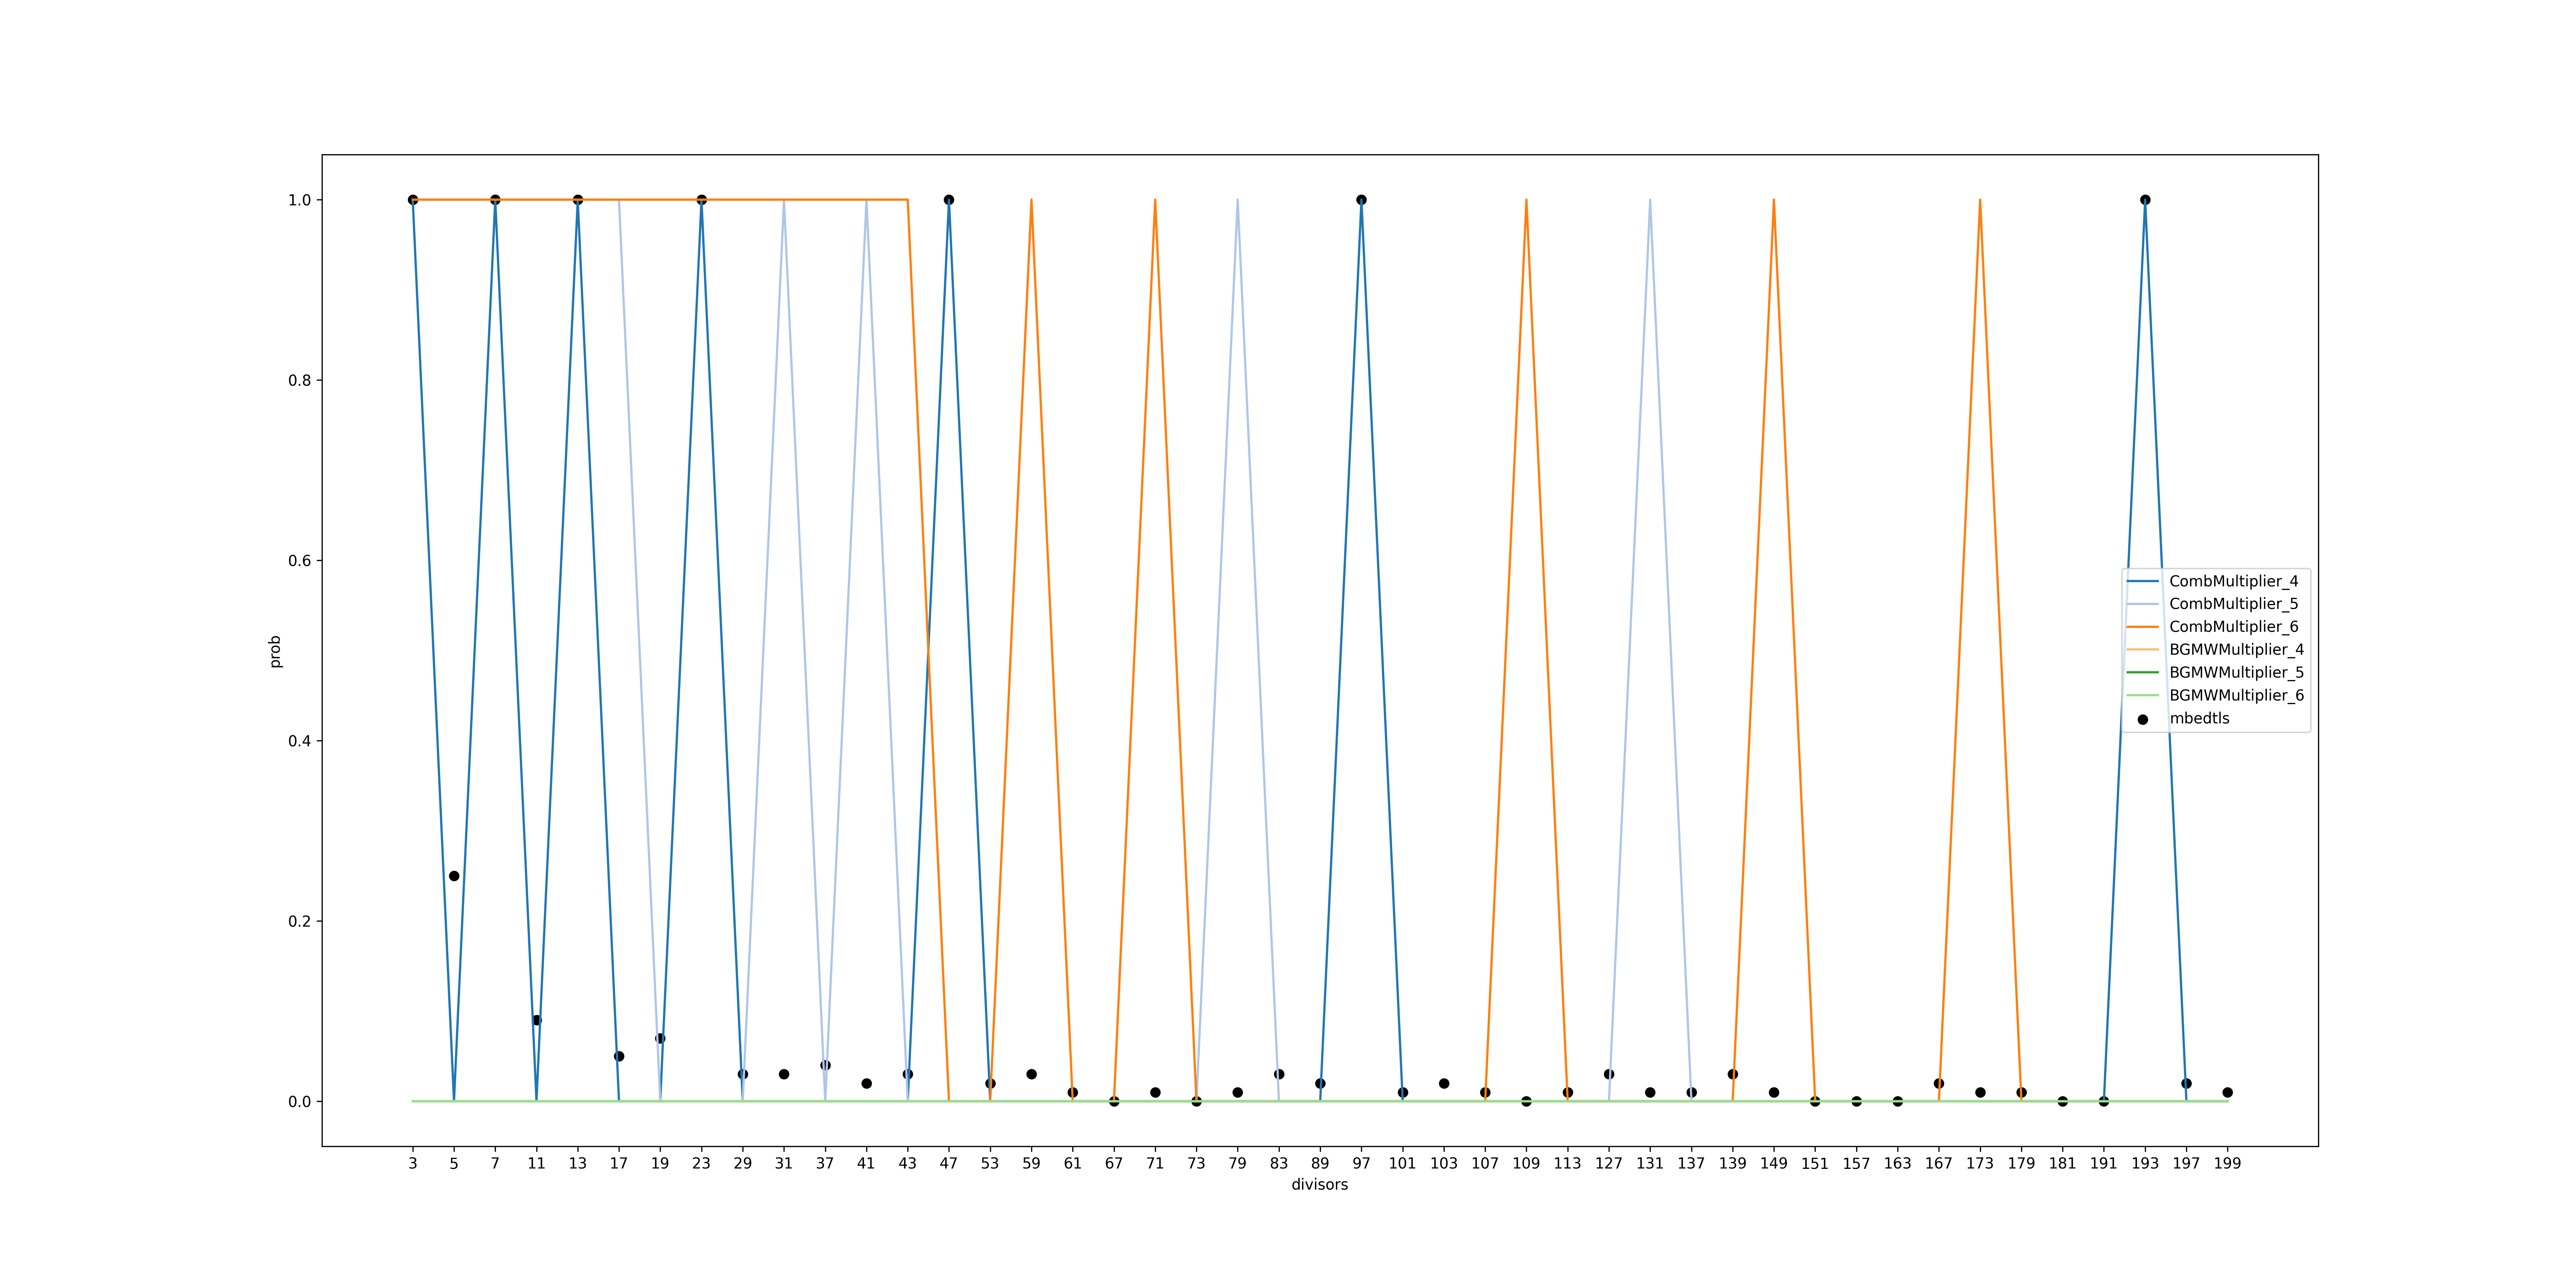 1.0
0.8
0.6
0.4
0.2
0.0
prob
CombMultiplier_4
CombMultiplier_5
CombMultiplier_6
BGMWMultiplier_4
BGMWMultiplier_5
BGMWMultiplier_6
mbedtls
3 5 7 11 13 17 19 23 29 31 37 41 43 47 53 59 61 67 71 73 79 83 89 97 101 103 107 109 113 127 131 137 139 149 151 157 163 167 173 179 181 191 193 197 199
divisors